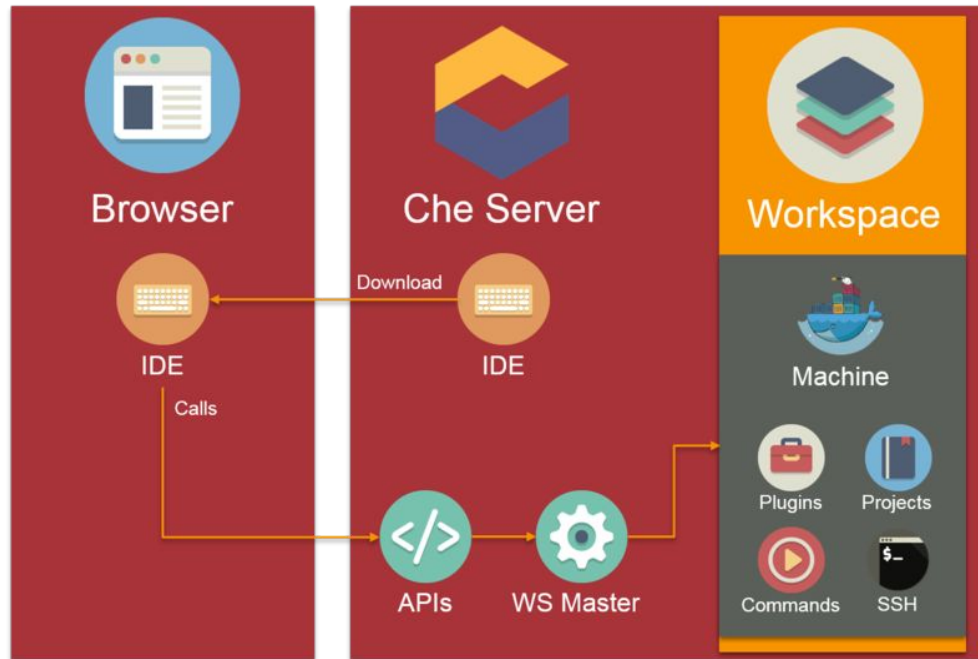 Browser
Che Server
Workspace
Download
IDE
IDE
Calls
Machine
Plugins
Projects
APIs
WS Master
$_
Commands
SSH